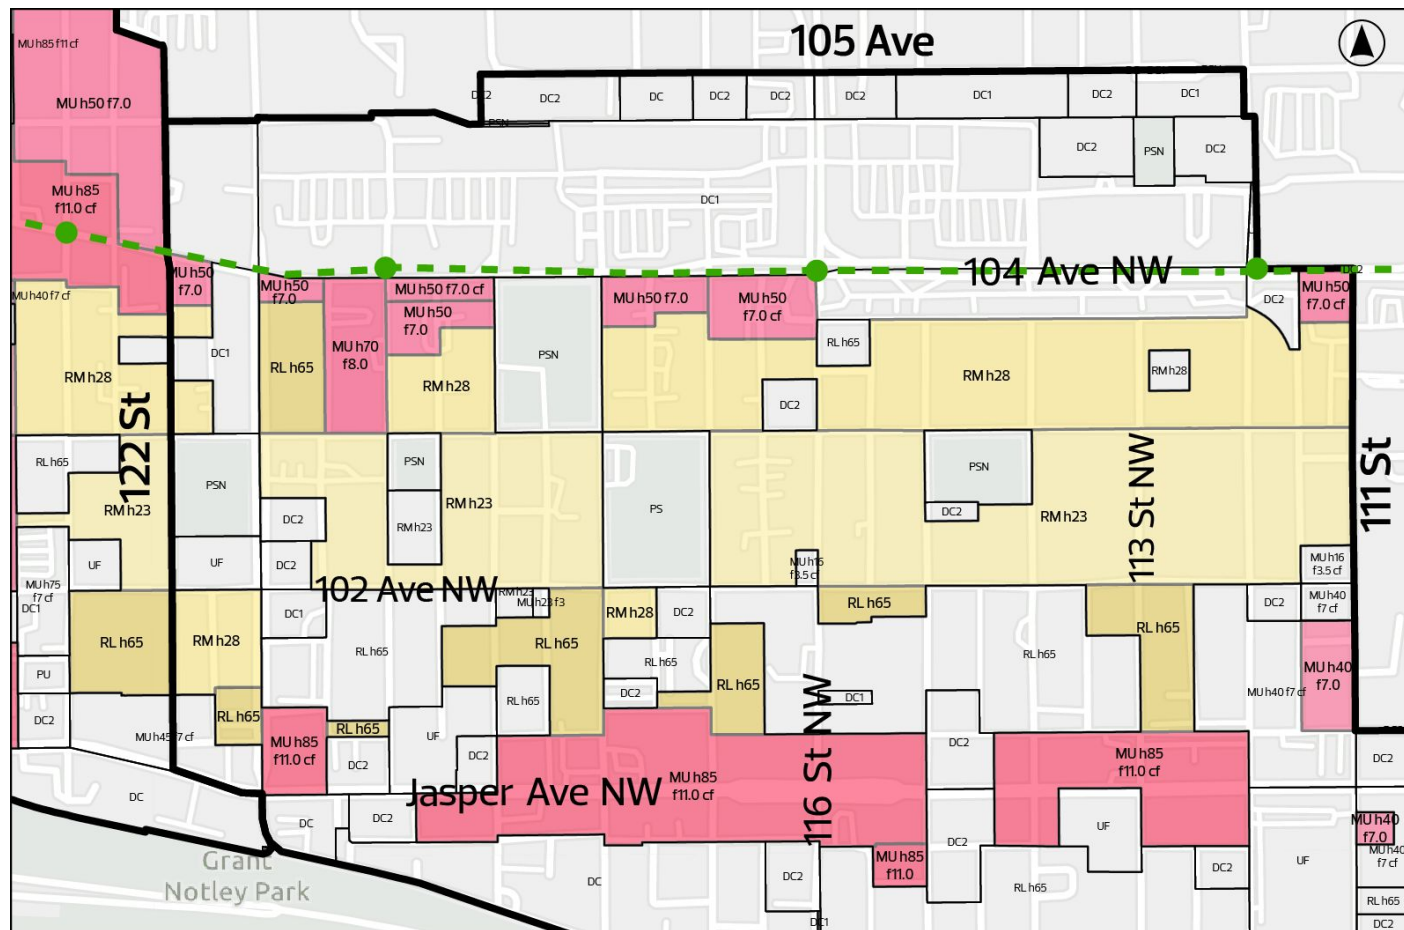 105 Ave
MU h85 f11 cf
MU h50 f7.0
DC2
DC2
DC
DC2
DC2
DC2
DC1
DC2
DC1
PSN
DC2
PSN
DC2
MU h85
f11.0 cf
DC1
104 Ave NW
DC2
MU h50
f7.0
MU h50
f7.0
MU h50 f7.0 cf
MU h50 f7.0
MU h50
f7.0 cf
MU h50
f7.0 cf
DC2
MU h40 f7 cf
MU h50
f7.0
MU h70
f8.0
PSN
RL h65
DC1
RL h65
RM h28
RM h28
RM h28
RM h28
DC2
122 St
RL h65
PSN
PSN
PSN
113 St NW
111 St
RM h23
RM h23
RM h23
RM h23
PS
DC2
DC2
UF
UF
DC2
MU h16
f3.5 cf
MU h16
f3.5 cf
MU h75
f7 cf
DC1
102 Ave NW
RM h23
MU h23 f3
DC1
RM h28
DC2
RL h65
DC2
MU h40
f7 cf
RL h65
RM h28
RL h65
RL h65
RL h65
RL h65
RL h65
PU
RL h65
DC2
RL h65
DC1
MU h40 f7 cf
MU h40
f7.0
DC2
RL h65
RL h65
116 St NW
MU h45 f7 cf
MU h85
f11.0 cf
UF
DC2
DC2
DC2
MU h85
f11.0 cf
DC2
Jasper Ave NW
MU h85
f11.0 cf
DC
DC
DC2
DC2
UF
MU h40
f7.0
MU h40
f7 cf
Grant
Notley Park
DC
DC2
MU h85
f11.0
RL h65
DC2
UF
RL h65
DC1
DC2